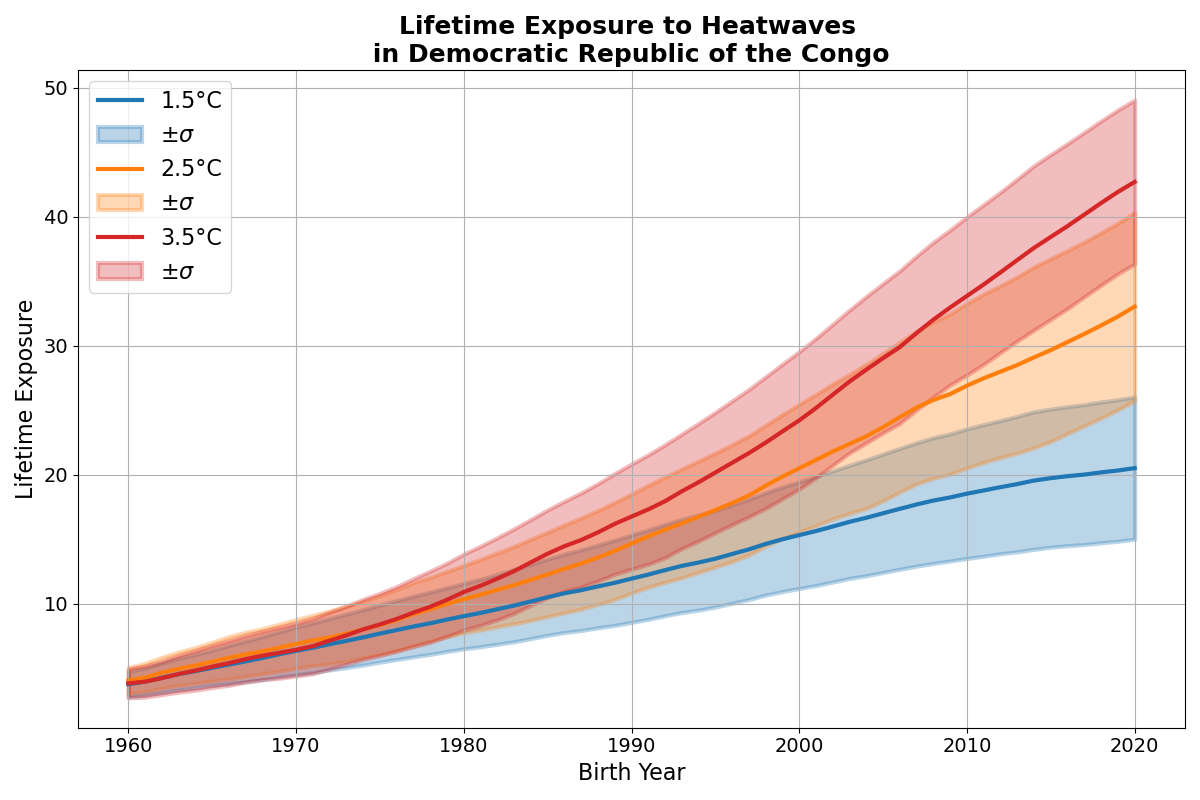 Lifetime Exposure to Heatwaves
in Democratic Republic of the Congo
1.5°C
±σ
2.5°C
±σ
3.5°C
±σ
50
40
30
20
10
Lifetime Exposure
1960 1970 1980 1990 2000 2010 2020
Birth Year